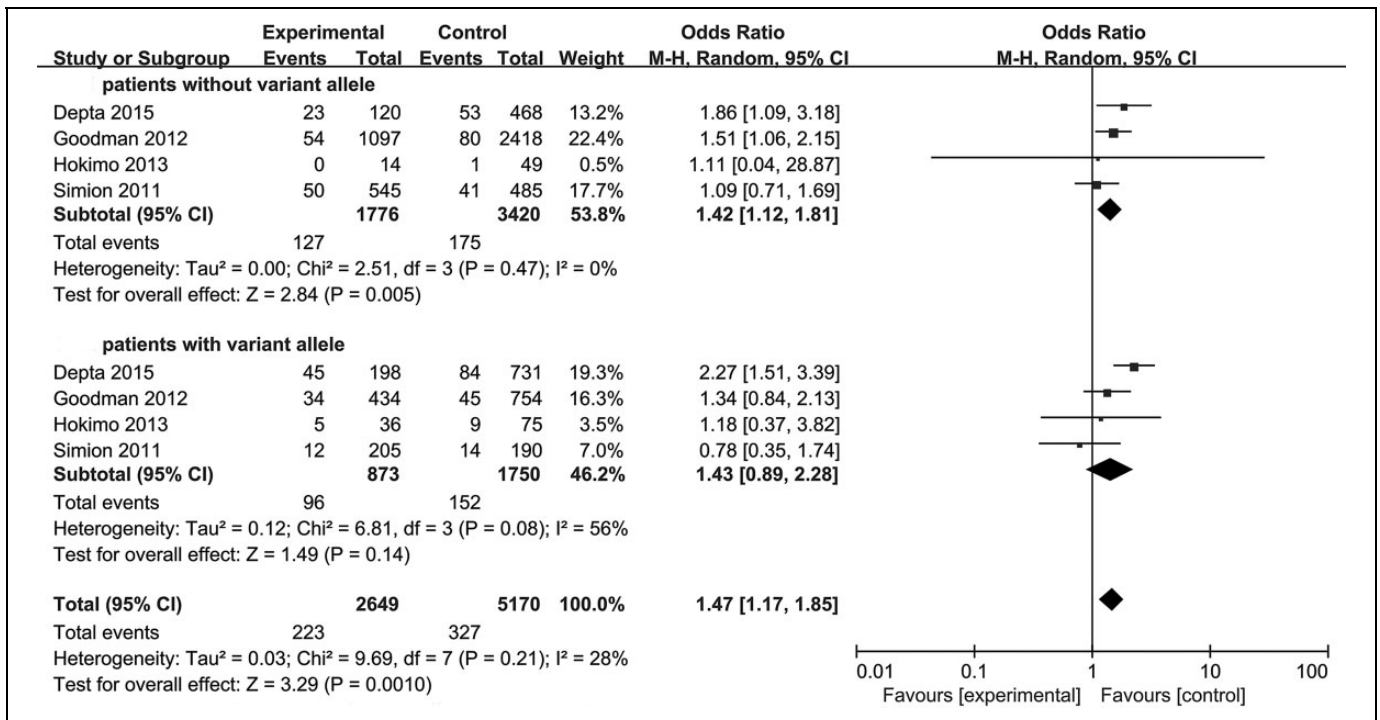 Experimental Control Odds Ratio Odds Ratio
Study or Subgroup Events Total Events Total Weight M-H, Random, 95% CI M-H, Random, 95% CI
patients without variant allele
Depta 2015 23 120 53 468 13.2% 1.86 [1.09, 3.18]
Goodman 2012 54 1097 80 2418 22.4% 1.51 [1.06, 2.15]
Hokimo 2013 0 14 1 49 0.5% 1.11 [0.04, 28.87]
Simion 2011 50 545 41 485 17.7% 1.09 [0.71, 1.69]
Subtotal (95% CI) 1776 3420 53.8% 1.42 [1.12, 1.81]
Total events 127 175
Heterogeneity: Tau² = 0.00; Chi² = 2.51, df = 3 (P = 0.47); I² = 0%
Test for overall effect: Z = 2.84 (P = 0.005)
patients with variant allele
Depta 2015 45 198 84 731 19.3% 2.27 [1.51, 3.39]
Goodman 2012 34 434 45 754 16.3% 1.34 [0.84, 2.13]
Hokimo 2013 5 36 9 75 3.5% 1.18 [0.37, 3.82]
Simion 2011 12 205 14 190 7.0% 0.78 [0.35, 1.74]
Subtotal (95% CI) 873 1750 46.2% 1.43 [0.89, 2.28]
Total events 96 152
Heterogeneity: Tau² = 0.12; Chi² = 6.81, df = 3 (P = 0.08); I² = 56%
Test for overall effect: Z = 1.49 (P = 0.14)
Total (95% CI) 2649 5170 100.0% 1.47 [1.17, 1.85]
Total events 223 327
Heterogeneity: Tau² = 0.03; Chi² = 9.69, df = 7 (P = 0.21); I² = 28%
Test for overall effect: Z = 3.29 (P = 0.0010)
0.01 0.1 1 10 100
Favours [experimental] Favours [control]